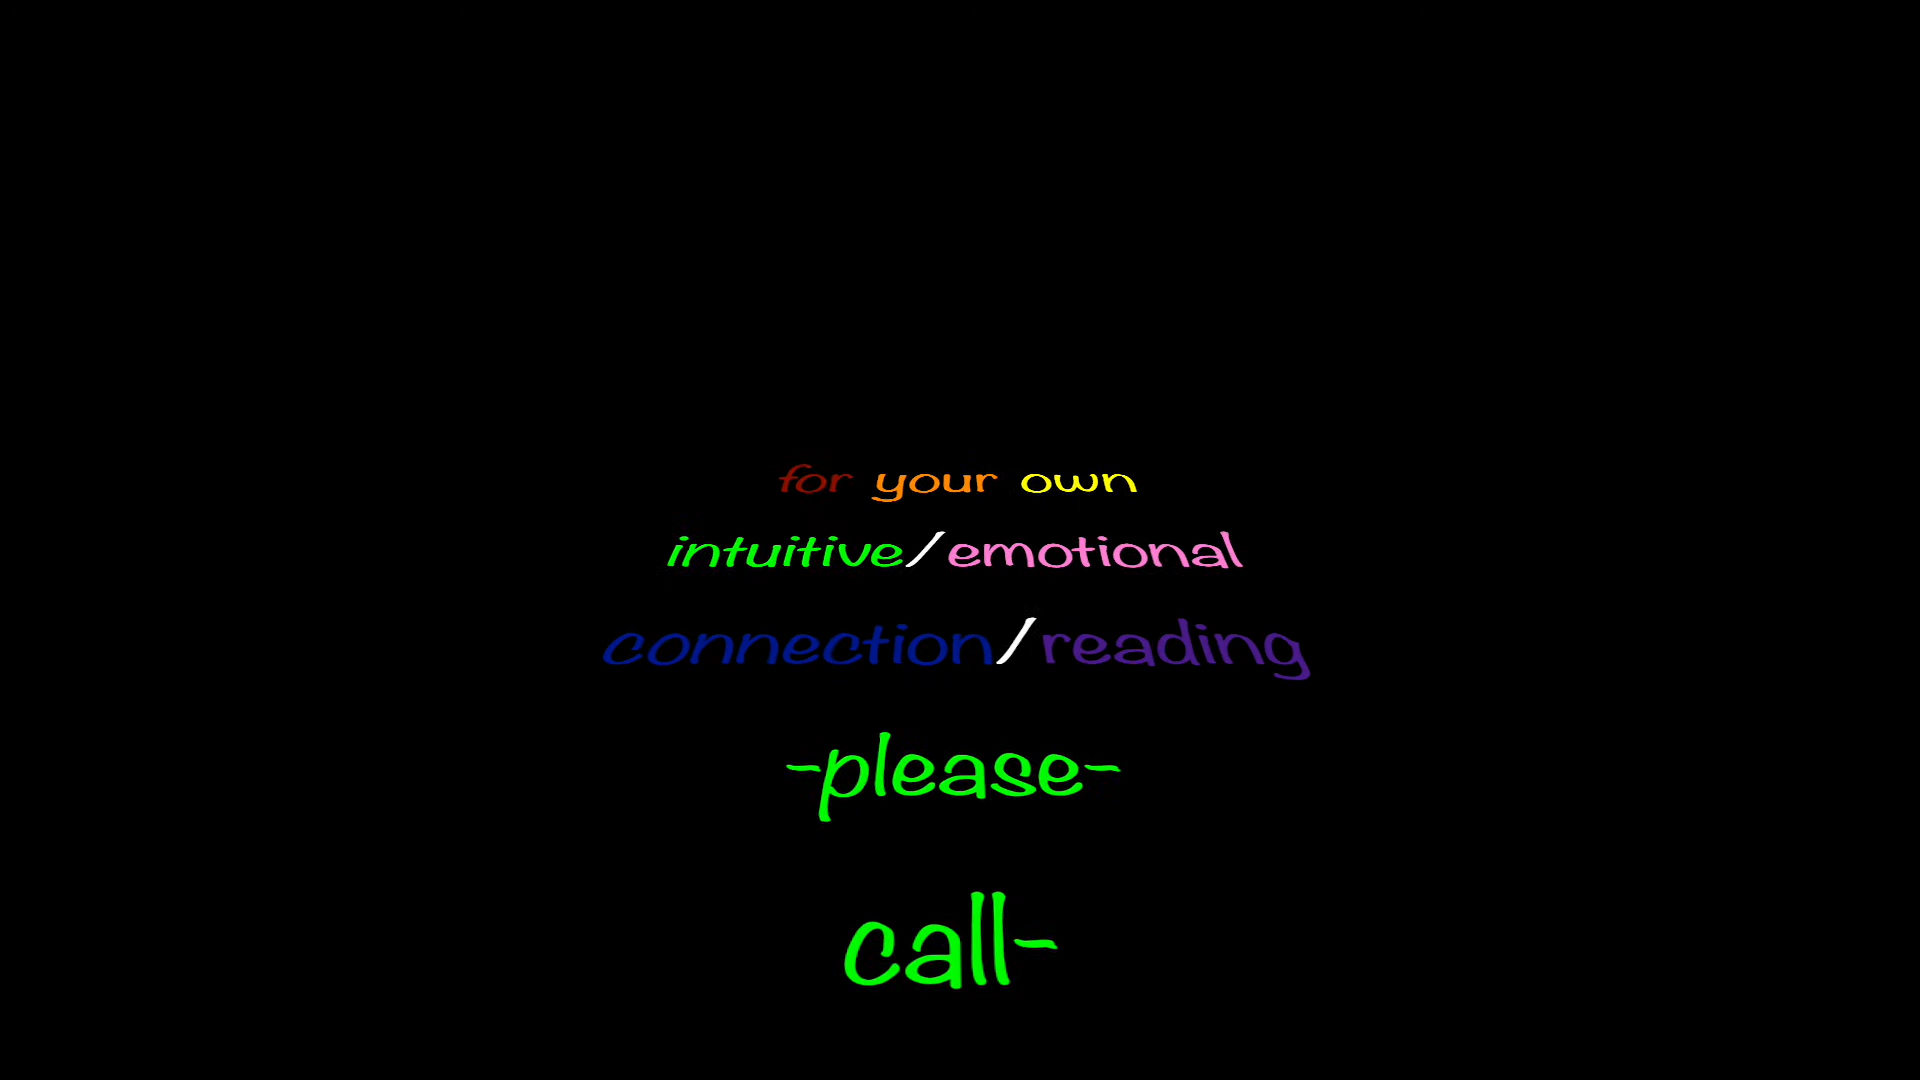 for your own
intuitive/emotional
connection/reading
-please-
call-